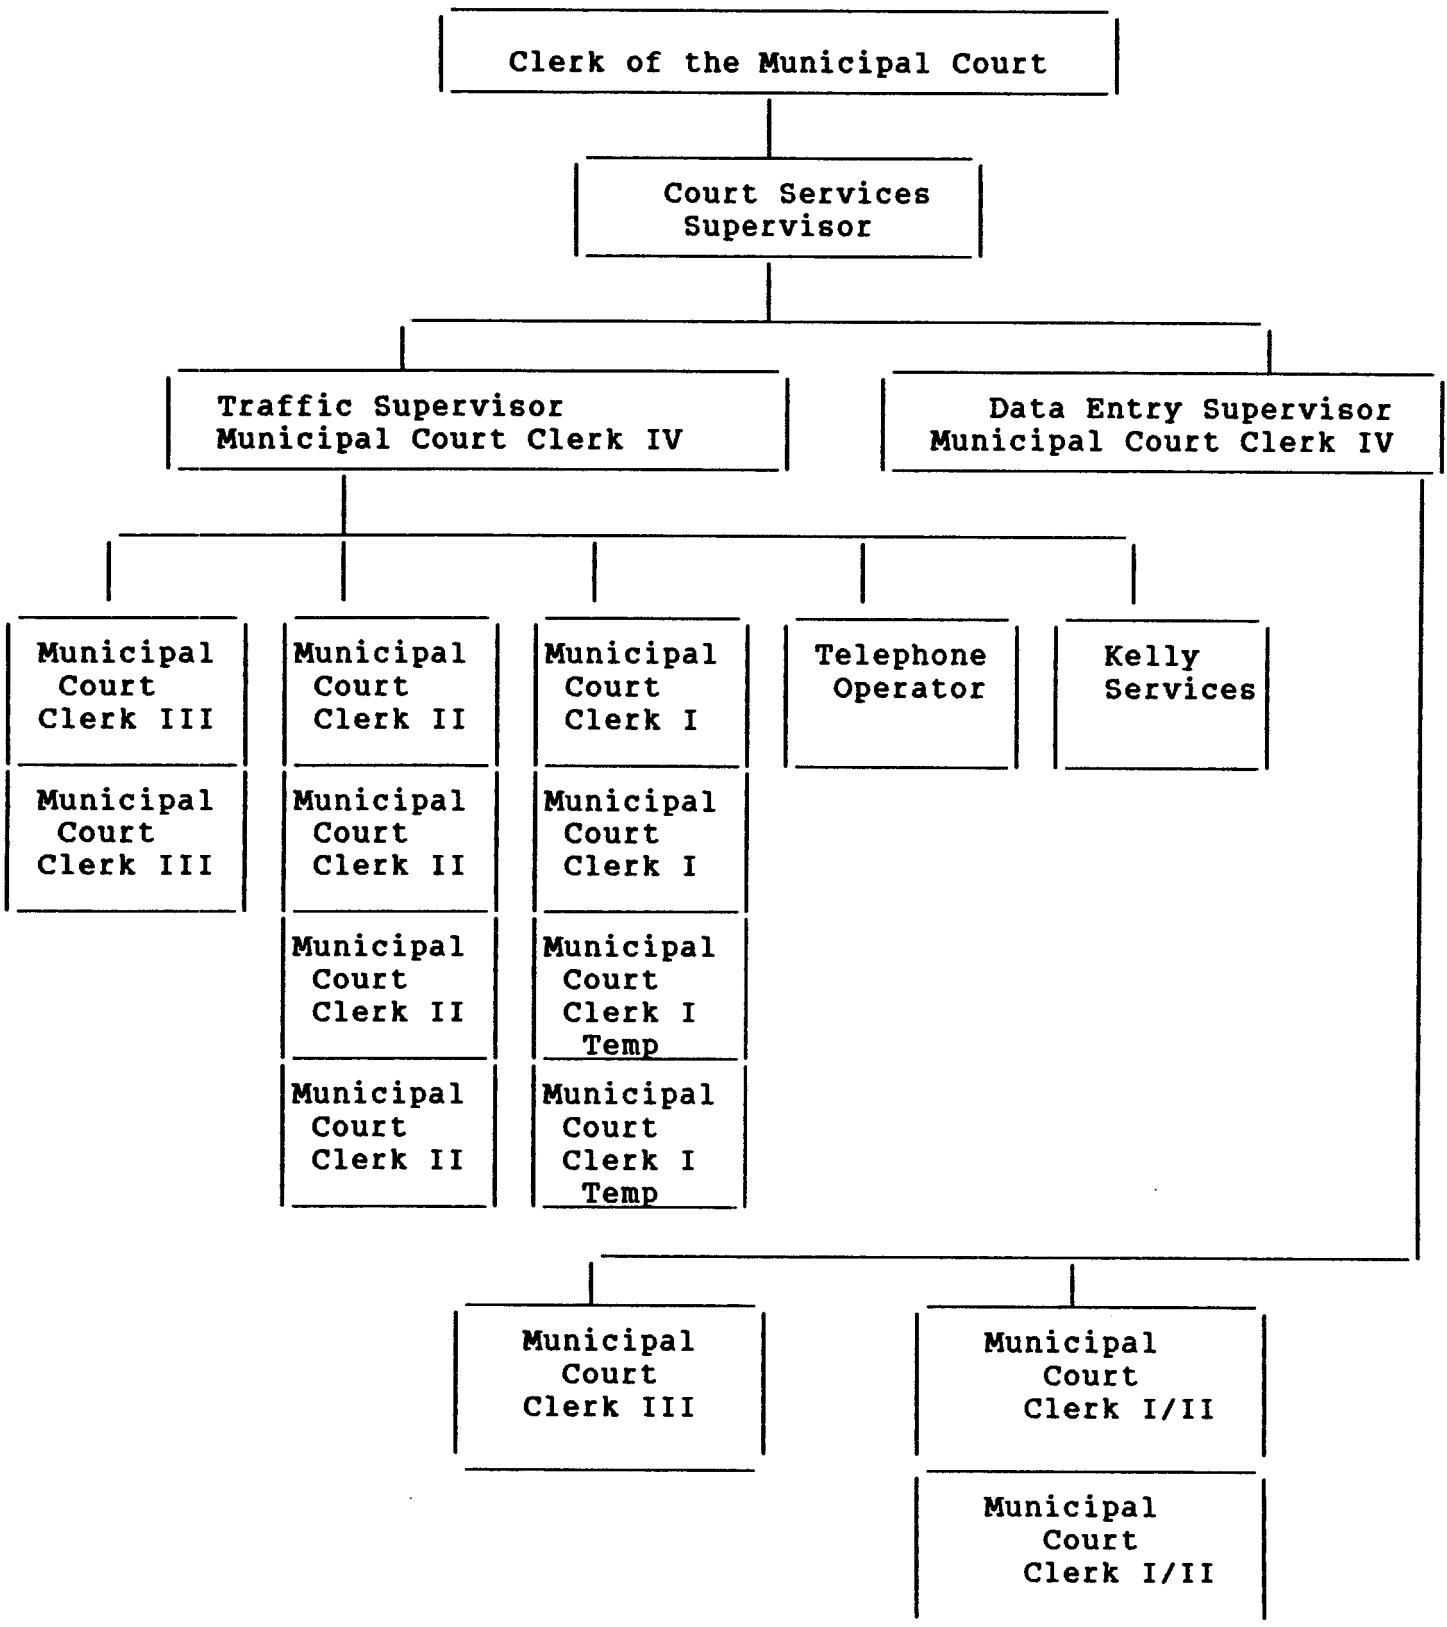 Clerk of the Municipal Court
Court Services
Supervisor
Traffic Supervisor
Municipal Court Clerk IV
Data Entry Supervisor
Municipal Court Clerk IV
Municipal
Court
Clerk III
Municipal
Court
Clerk II
Municipal
Court
Clerk I
Telephone
Operator
Kelly
Services
Municipal
Court
Clerk III
Municipal
Court
Clerk II
Municipal
Court
Clerk I
Municipal
Court
Clerk II
Municipal
Court
Clerk I
Temp
Municipal
Court
Clerk II
Municipal
Court
Clerk I
Temp
Municipal
Court
Clerk III
Municipal
Court
Clerk I/II
Municipal
Court
Clerk I/II